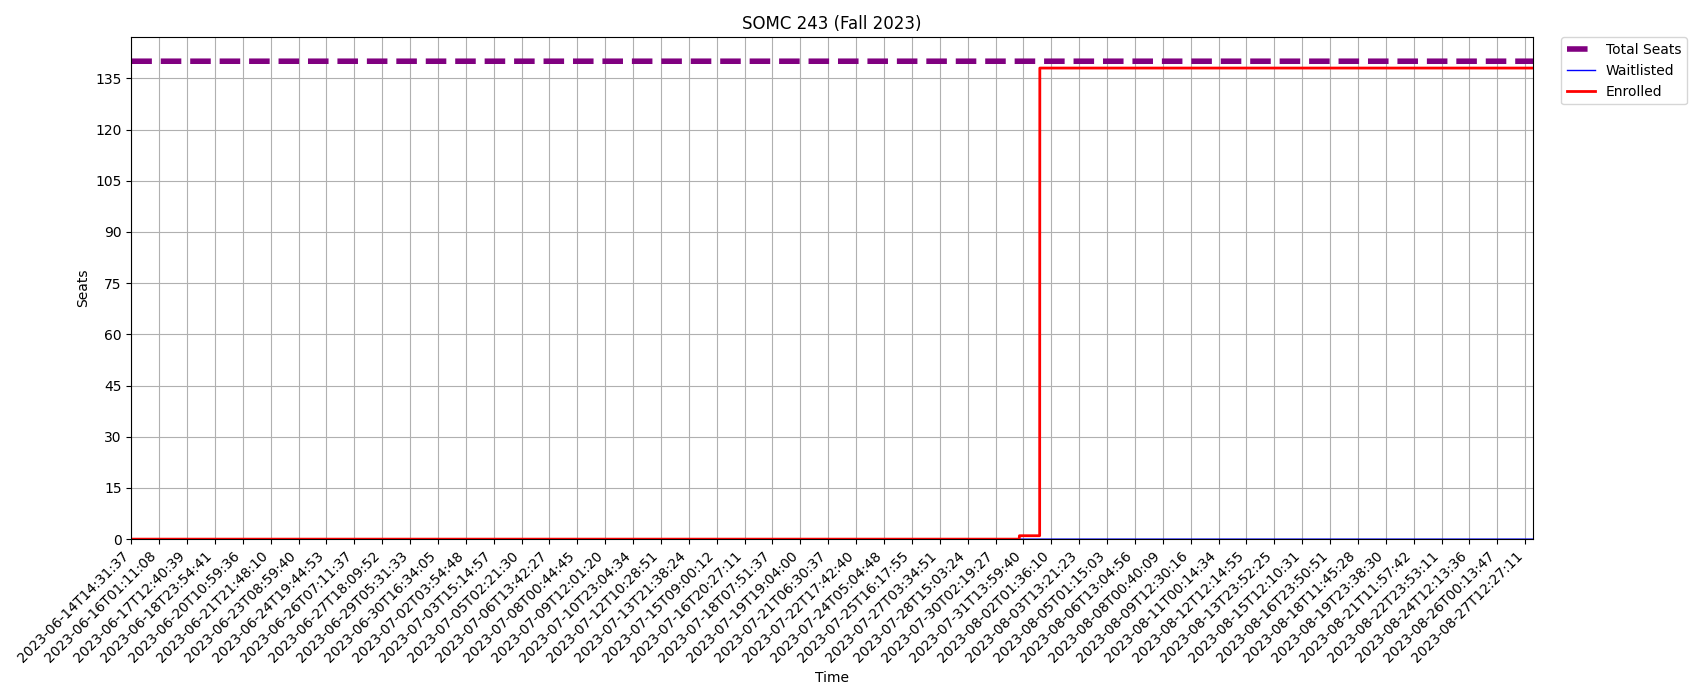 SOMC 243 (Fall 2023)
Total Seats
Waitlisted
Enrolled
Seats
135
120
105
90
75
60
45
30
15
0
2023-06-14T14:31:37
2023-06-16T01:11:08
2023-06-17T12:40:39
2023-06-18T23:54:41
2023-06-20T10:59:36
2023-06-21T21:48:10
2023-06-23T08:59:40
2023-06-24T19:44:53
2023-06-26T07:11:37
2023-06-27T18:09:52
2023-06-29T05:31:33
2023-06-30T16:34:05
2023-07-02T03:54:48
2023-07-03T15:14:57
2023-07-05T02:21:30
2023-07-06T13:42:27
2023-07-08T00:44:45
2023-07-09T12:01:20
2023-07-10T23:04:34
2023-07-12T10:28:51
2023-07-13T21:38:24
2023-07-15T09:00:12
2023-07-16T20:27:11
2023-07-18T07:51:37
2023-07-19T19:04:00
2023-07-21T06:30:37
2023-07-22T17:42:40
2023-07-24T05:04:48
2023-07-25T16:17:55
2023-07-27T03:34:51
2023-07-28T15:03:24
2023-07-30T02:19:27
2023-07-31T13:59:40
2023-08-02T01:36:10
2023-08-03T13:21:23
2023-08-05T01:15:03
2023-08-06T13:04:56
2023-08-08T00:40:09
2023-08-09T12:30:16
2023-08-11T00:14:34
2023-08-12T12:14:55
2023-08-13T23:52:25
2023-08-15T12:10:31
2023-08-16T23:50:51
2023-08-18T11:45:28
2023-08-19T23:38:30
2023-08-21T11:57:42
2023-08-22T23:53:11
2023-08-24T12:13:36
2023-08-26T00:13:47
2023-08-27T12:27:11
Time